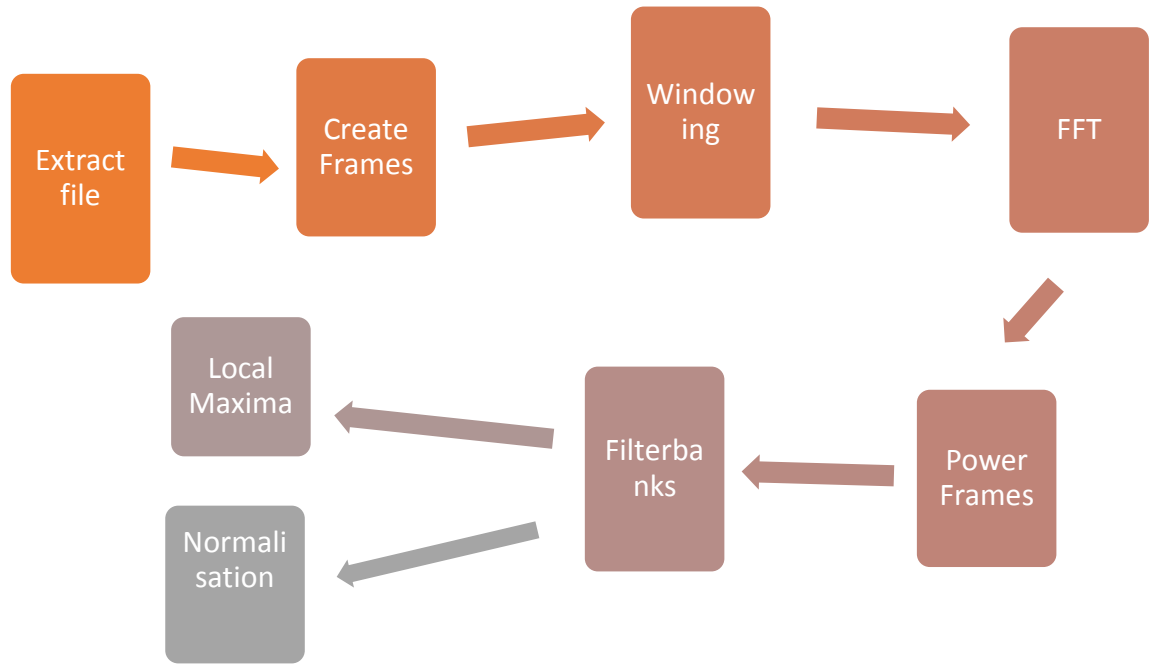 Extract
file
Create
Frames
Window
ing
FFT
Power
Frames
Filterba
nks
Local
Maxima
Normali
sation